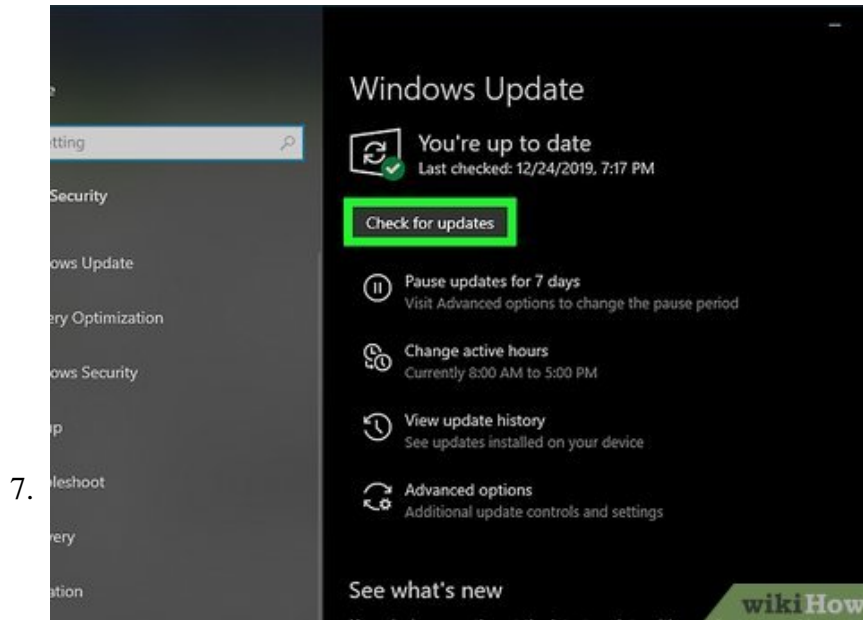 Windows Update
tting
You're up to date
Last checked: 12/24/2019, 7:17 PM
Security
Check for updates
ows Update
Pause updates for 7 days
Visit Advanced options to change the pause period
ery Optimization
Change active hours
Currently 8:00 AM to 5:00 PM
ows Security
View update history
See updates installed on your device
up
7.
leshoot
Advanced options
Additional update controls and settings
very
ation
See what's new
wikiHow